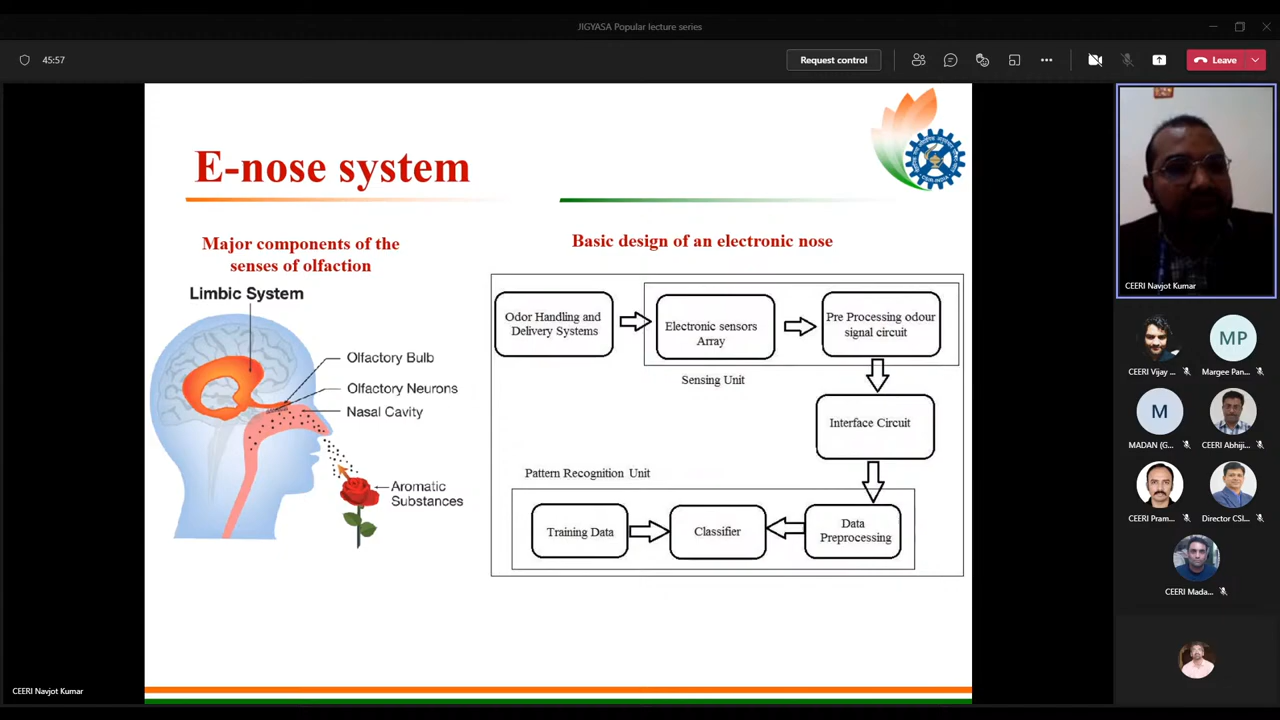 JIGYASA Popular lecture series
45:57
Request control
Leave
E-nose system
Major components of the
senses of olfaction
Limbic System
Olfactory Bulb
Olfactory Neurons
Nasal Cavity
Aromatic
Substances
Basic design of an electronic nose
Odor Handling and
Delivery Systems
Electronic sensors
Array
Pre Processing odour
signal circuit
Sensing Unit
Interface Circuit
Pattern Recognition Unit
Training Data
Classifier
Data
Preprocessing
CEERI Navjot Kumar
CEERI Vijay ...
MP
Margee Pan...
M
MADAN (G...
CEERI Abhiji...
CEERI Pram...
Director CSI...
CEERI Mada...
CEERI Navjot Kumar